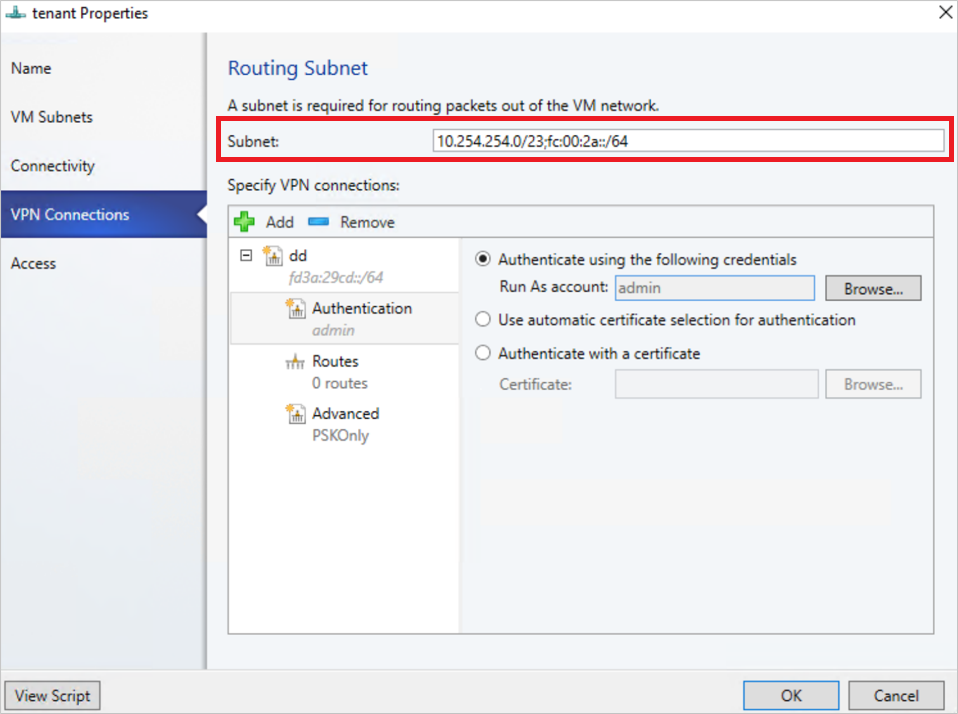 tenant Properties
Name
VM Subnets
Connectivity
VPN Connections
Access
Routing Subnet
A subnet is required for routing packets out of the VM network.
Subnet: 10.254.254.0/23;fc:00:2a::/64
Specify VPN connections:
Add Remove
dd
fd3a:29cd::/64
Authentication
admin
Routes
0 routes
Advanced
PSKOnly
Authenticate using the following credentials
Run As account: admin Browse...
Use automatic certificate selection for authentication
Authenticate with a certificate
Certificate: Browse...
View Script OK Cancel